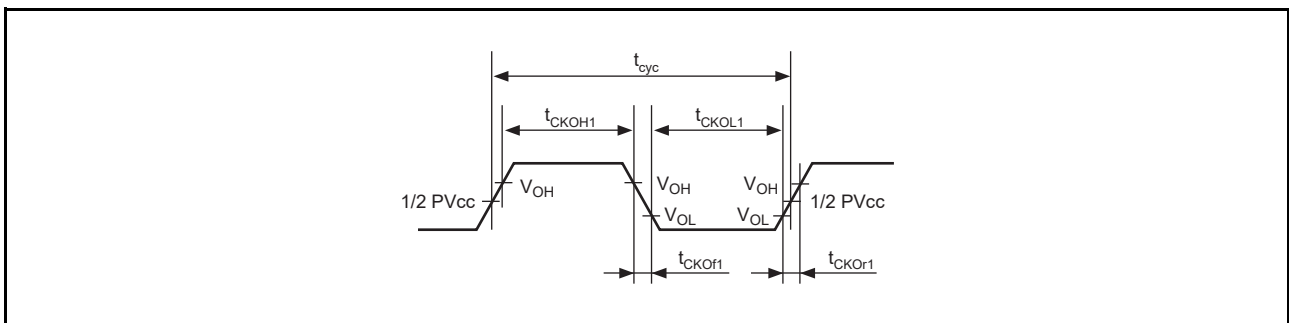 tcyc
tCKOH1 tCKOL1
VOH VOH VOH
1/2 PVcc 1/2 PVcc
VOL VOL
tCKOf1 tCKOr1